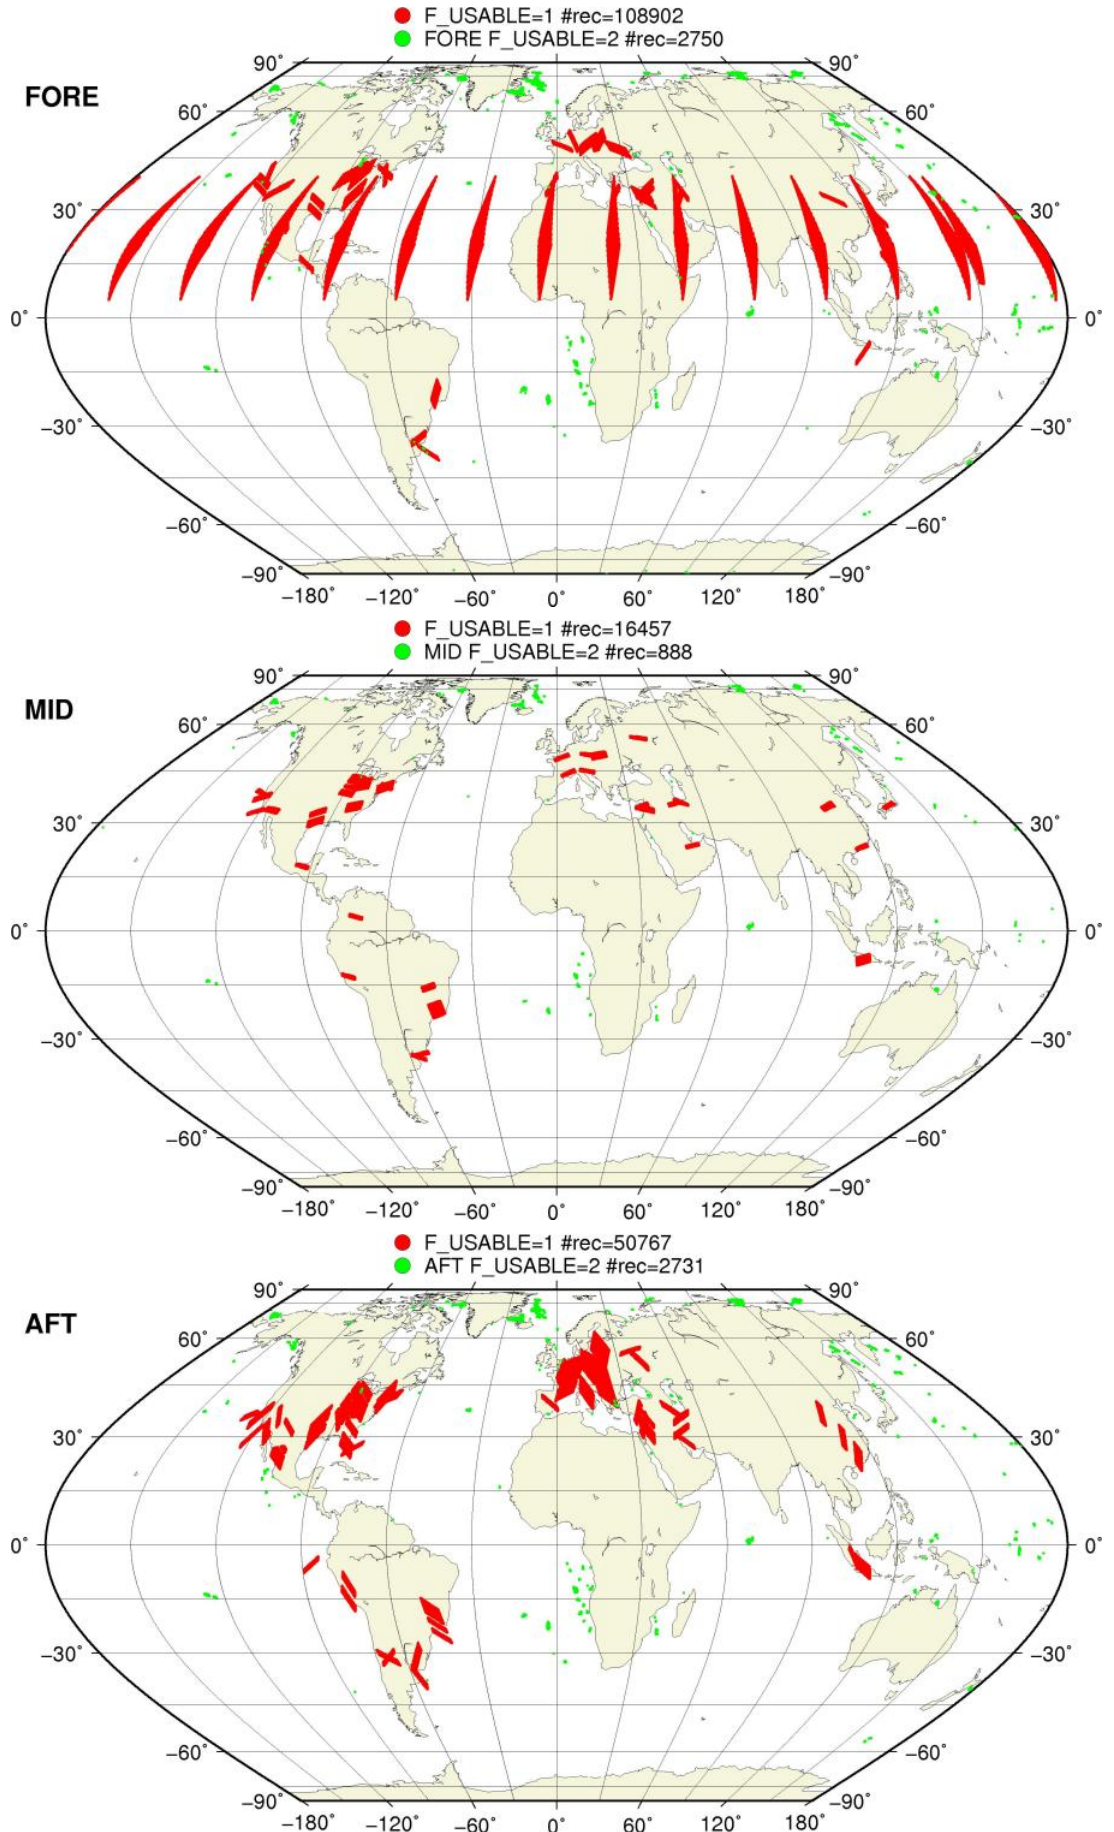 F_USABLE=1 #rec=108902
FORE F_USABLE=2 #rec=2750
FORE
90° 90°
60° 60°
30° 30°
0° 0°
−30° −30°
−60° −60°
−90° −90°
−180° −120° −60° 0° 60° 120° 180°
F_USABLE=1 #rec=16457
MID F_USABLE=2 #rec=888
MID
90° 90°
60° 60°
30° 30°
0° 0°
−30° −30°
−60° −60°
−90° −90°
−180° −120° −60° 0° 60° 120° 180°
F_USABLE=1 #rec=50767
AFT F_USABLE=2 #rec=2731
AFT
90° 90°
60° 60°
30° 30°
0° 0°
−30° −30°
−60° −60°
−90° −90°
−180° −120° −60° 0° 60° 120° 180°